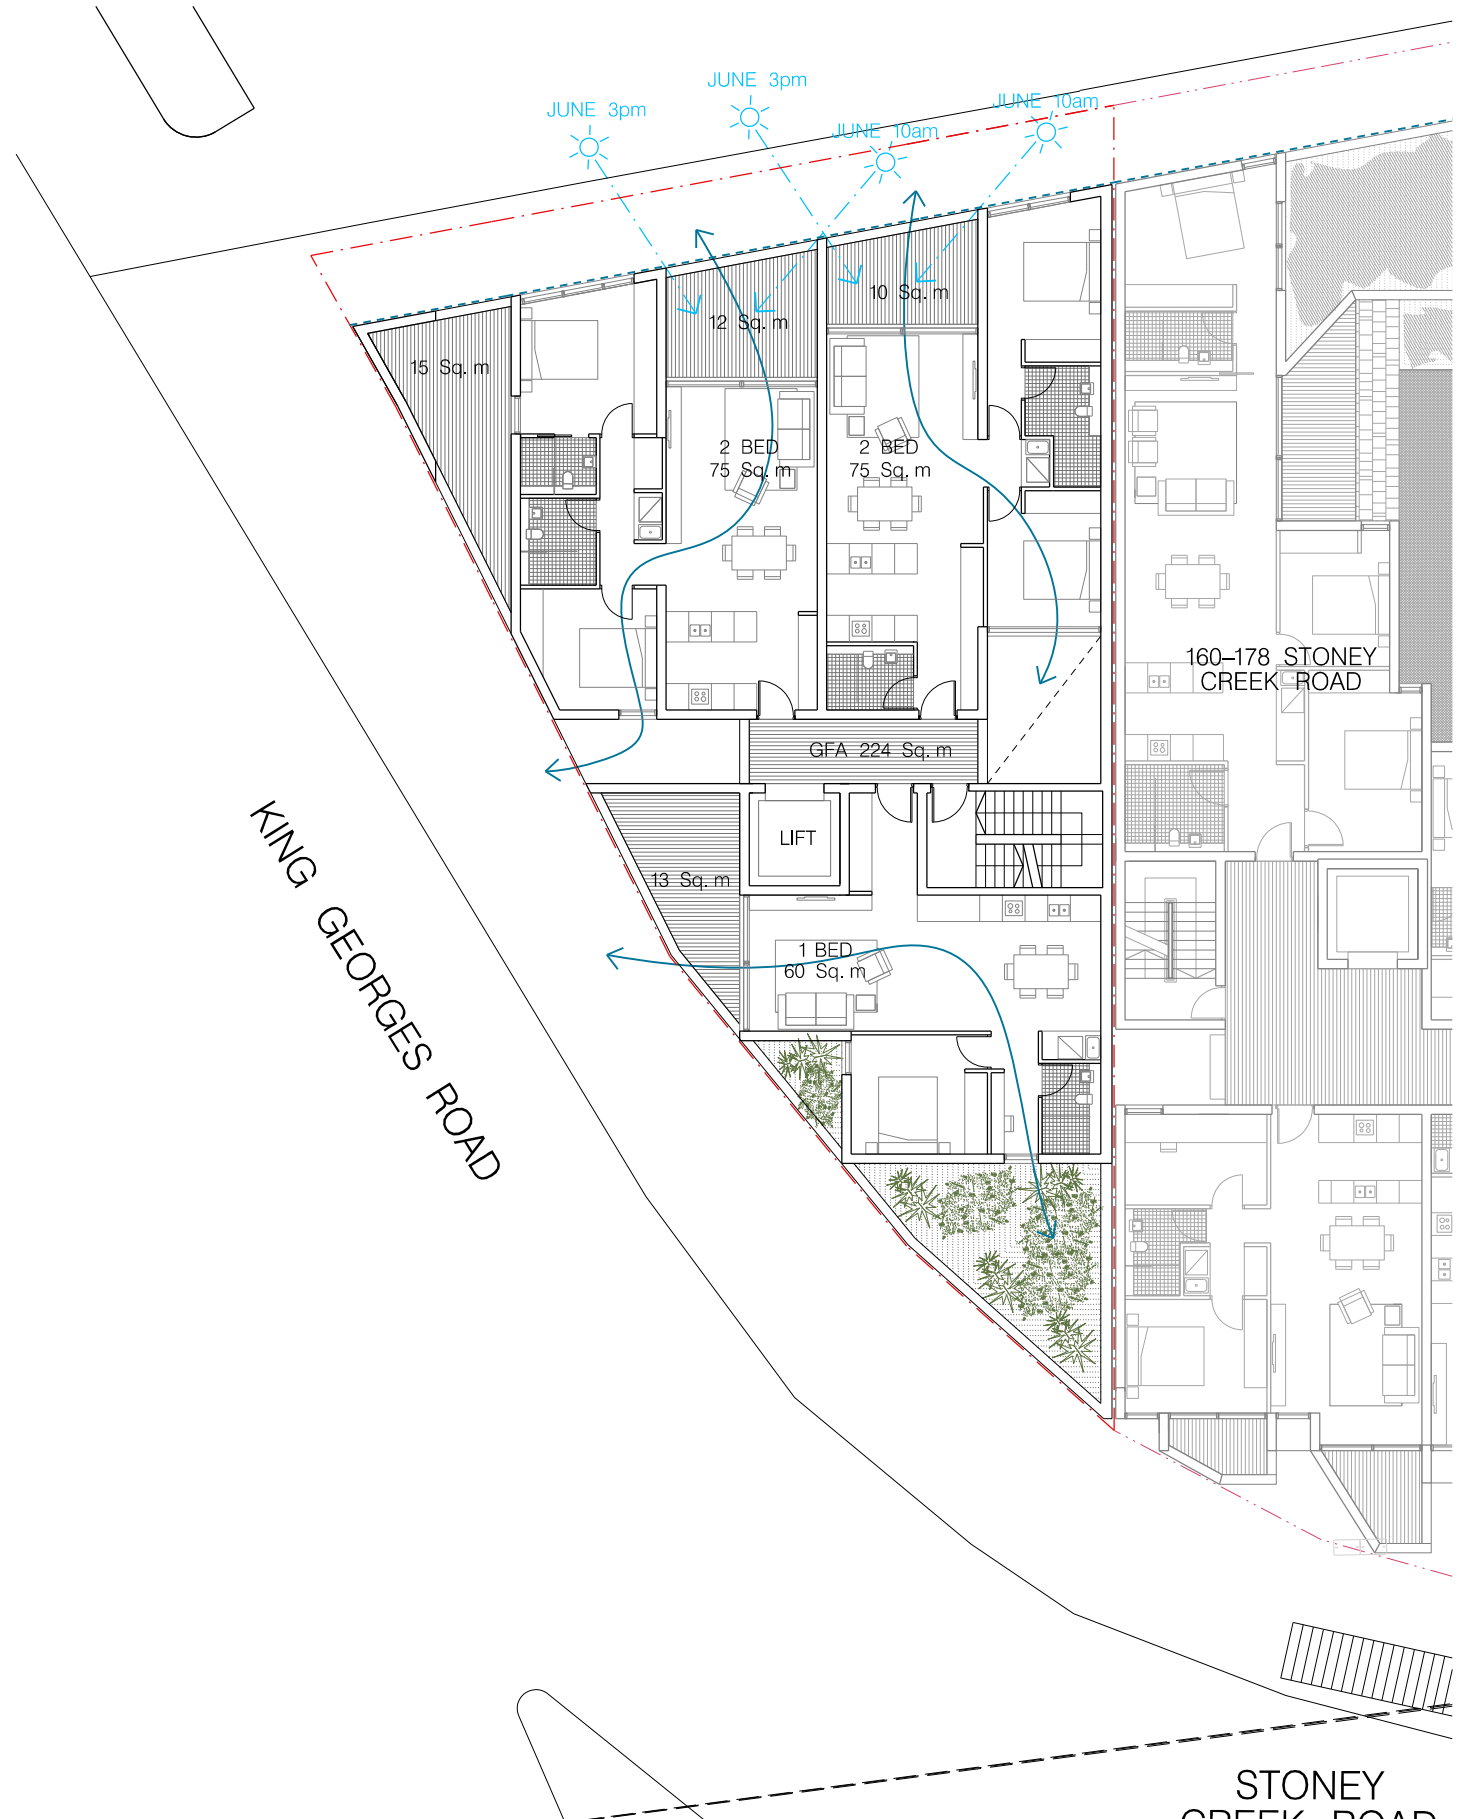 JUNE 3pm
JUNE 3pm
JUNE 10am
JUNE 10am
10 Sq. m
12 Sq. m
15 Sq. m
2 BED
75 Sq. m
2 BED
75 Sq. m
160–178 STONEY
CREEK ROAD
GFA 224 Sq. m
LIFT
13 Sq. m
1 BED
60 Sq. m
KING GEORGES ROAD
STONEY
CREEK ROAD